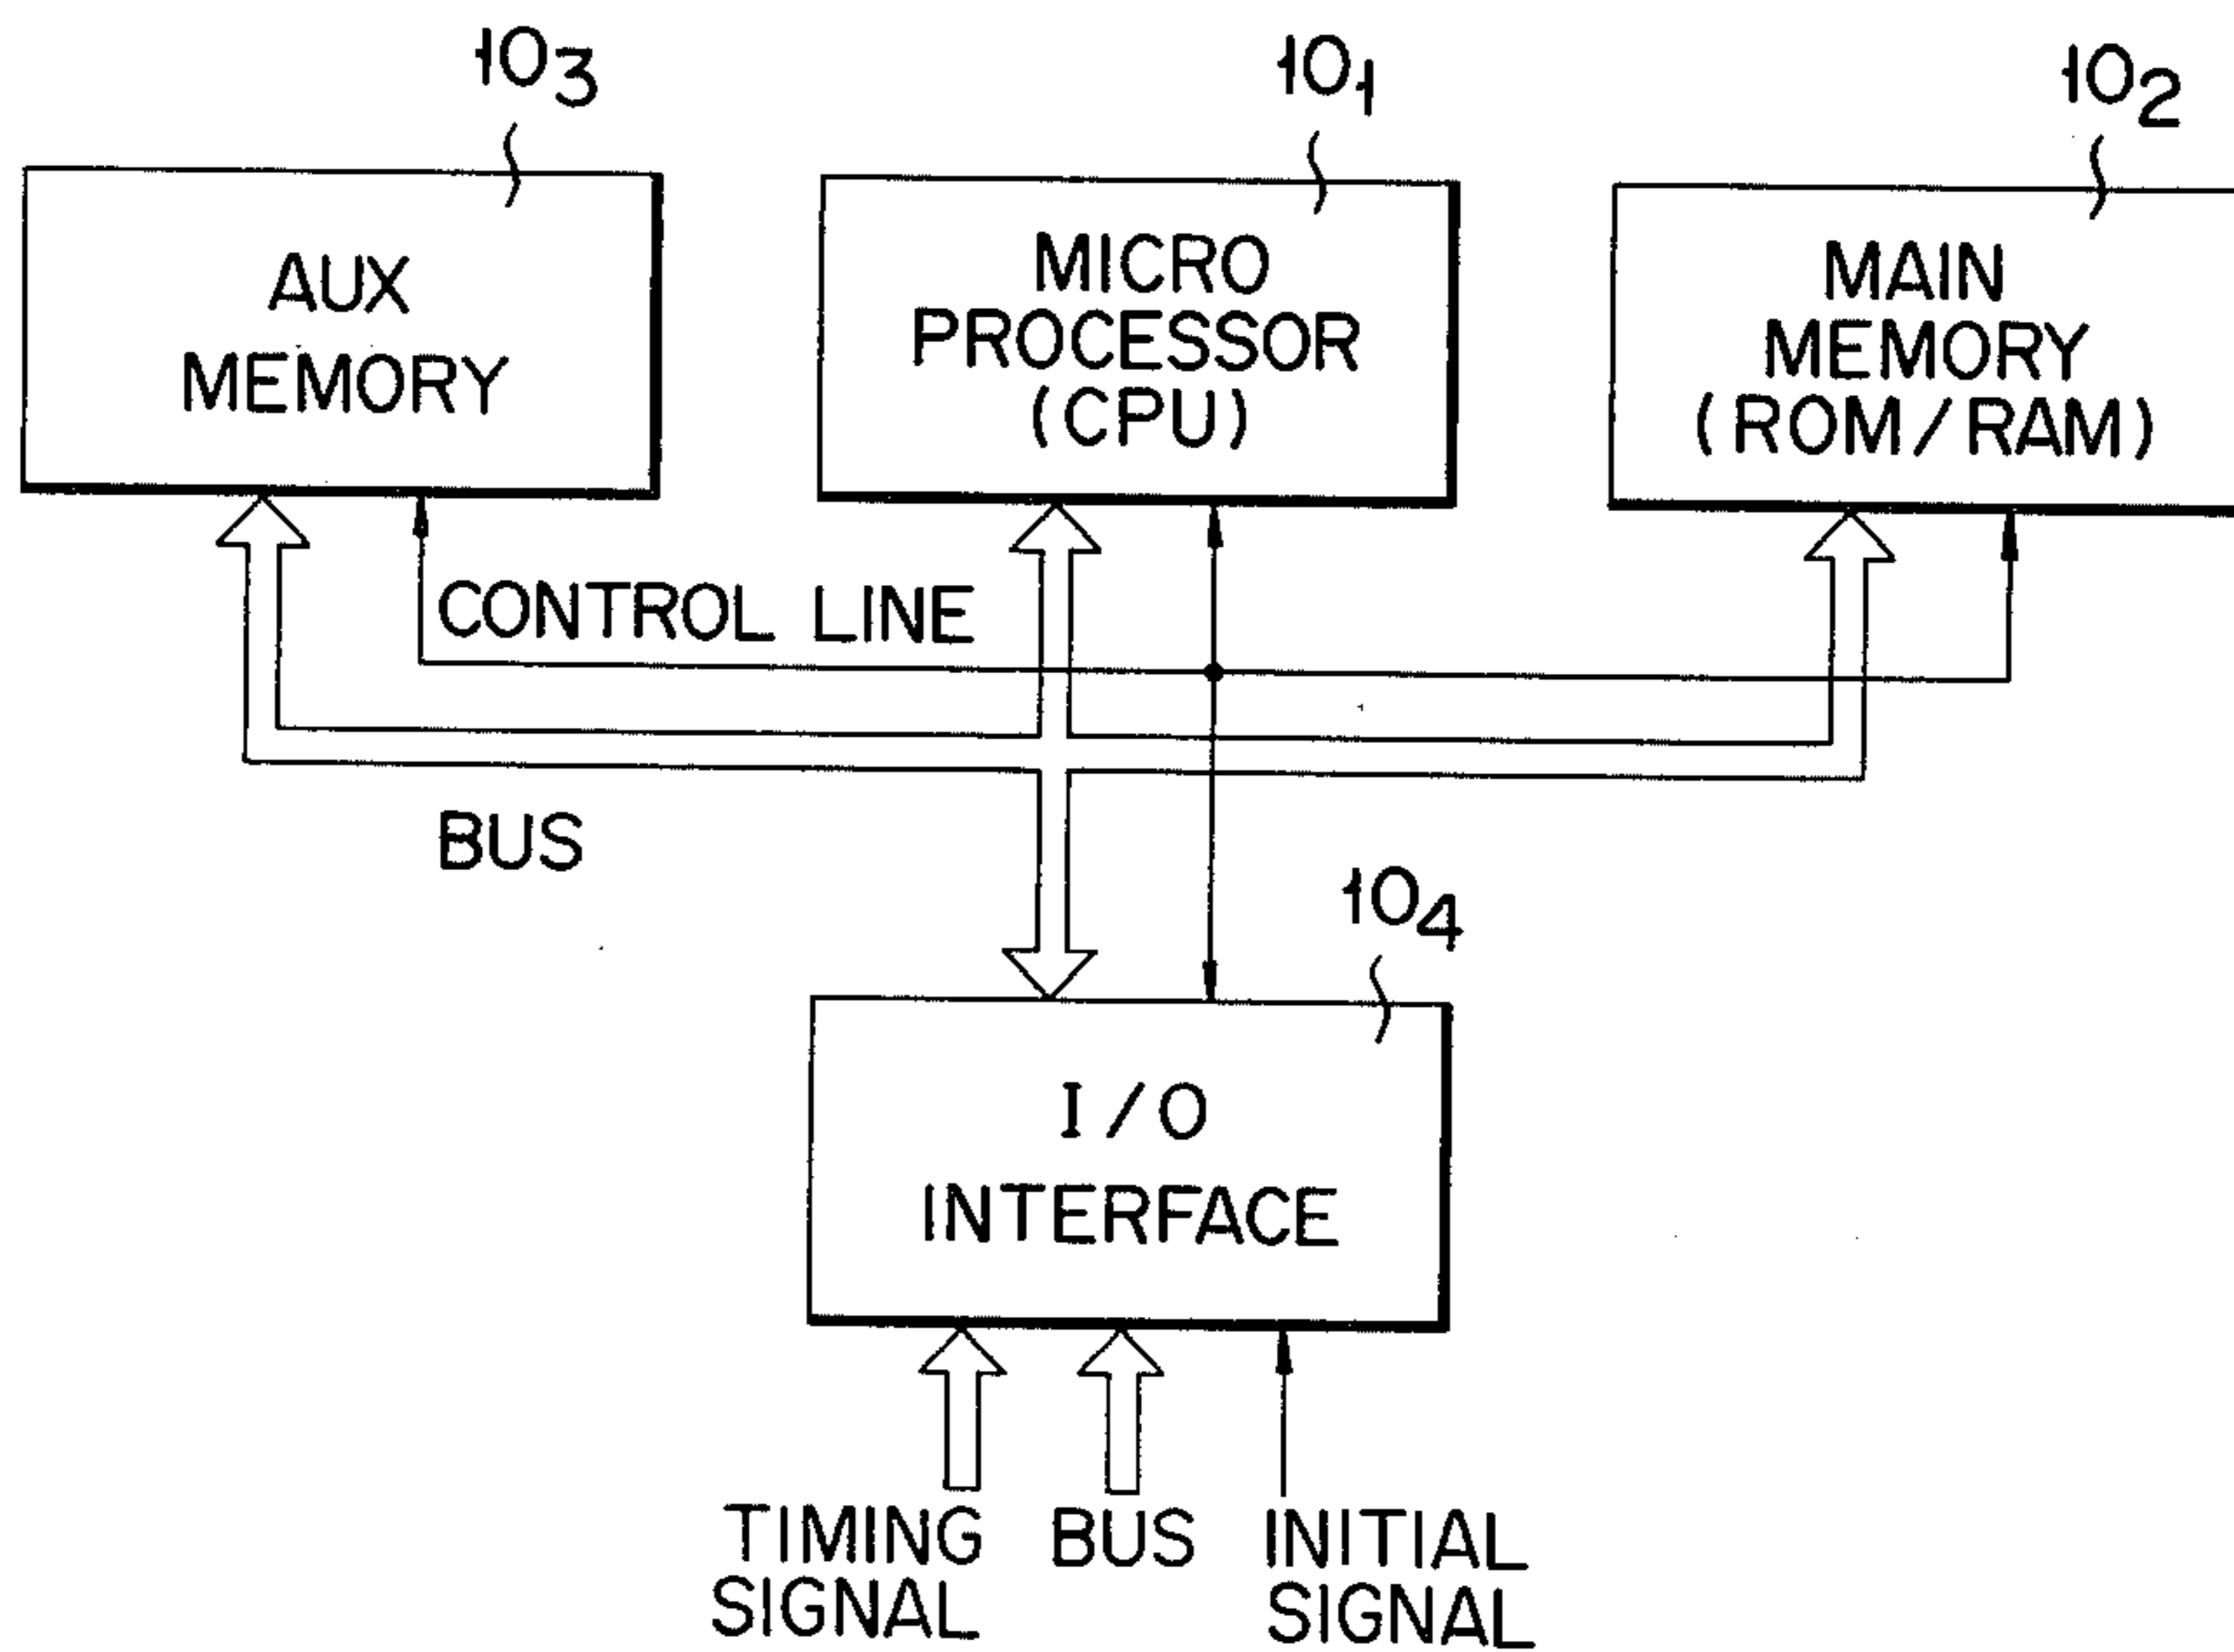 10₃
10₁
10₂
AUX
MEMORY
MICRO
PROCESSOR
(CPU)
MAIN
MEMORY
(ROM/RAM)
CONTROL LINE
BUS
10₄
I/O
INTERFACE
TIMING
SIGNAL
BUS
INITIAL
SIGNAL